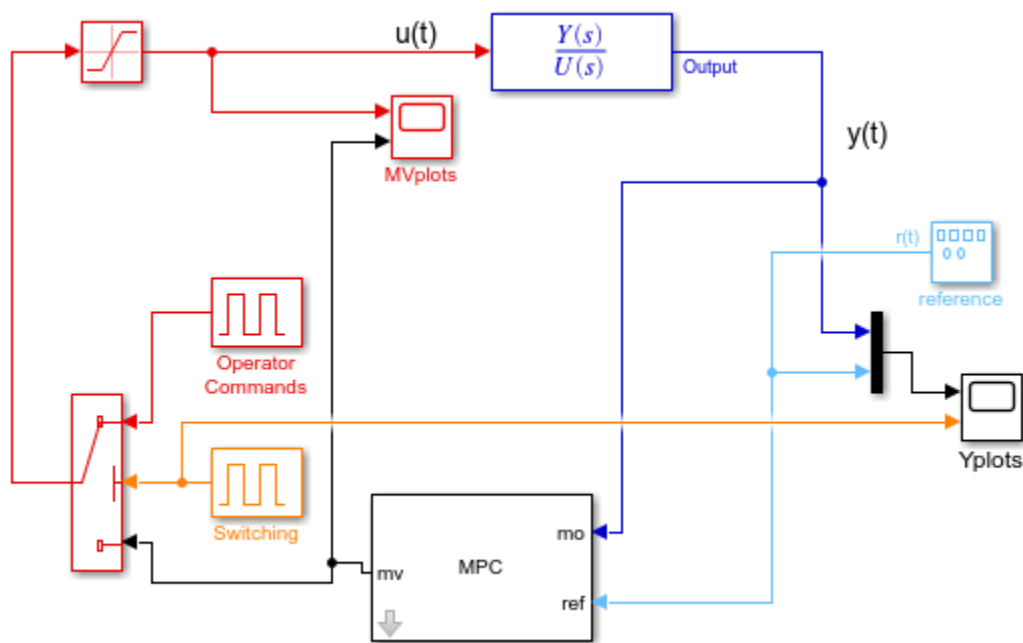 u(t)
Y(s)
U(s)
Output
y(t)
MVplots
r(t)
reference
Operator
Commands
Yplots
Switching
mo
MPC
mv
ref